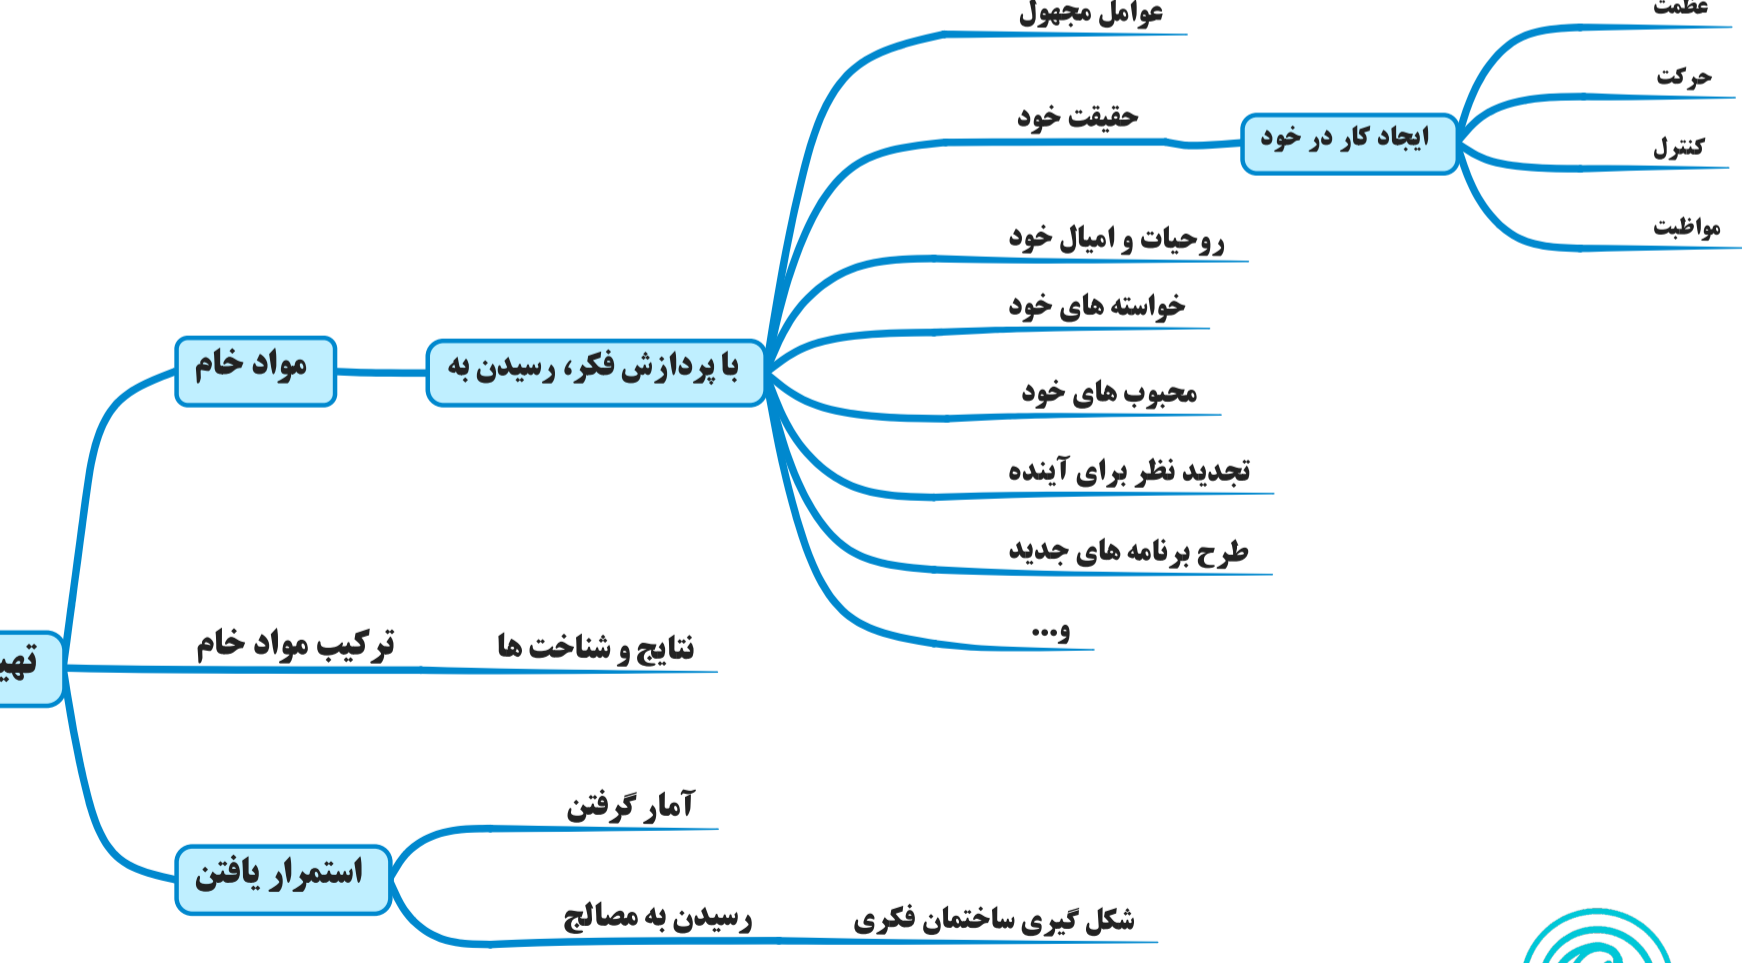 عوامل مجهول
عظمت
حرکت
حقیقت خود
ایجاد کار در خود
کنترل
مواظبت
روحیات و امیال خود
خواسته های خود
مواد خام
با پردازش فکر، رسیدن به
محبوب های خود
تجدید نظر برای آینده
طرح برنامه های جدید
و...
ترکیب مواد خام
نتایج و شناخت ها
آمار گرفتن
استمرار یافتن
رسیدن به مصالح
شکل گیری ساختمان فکری